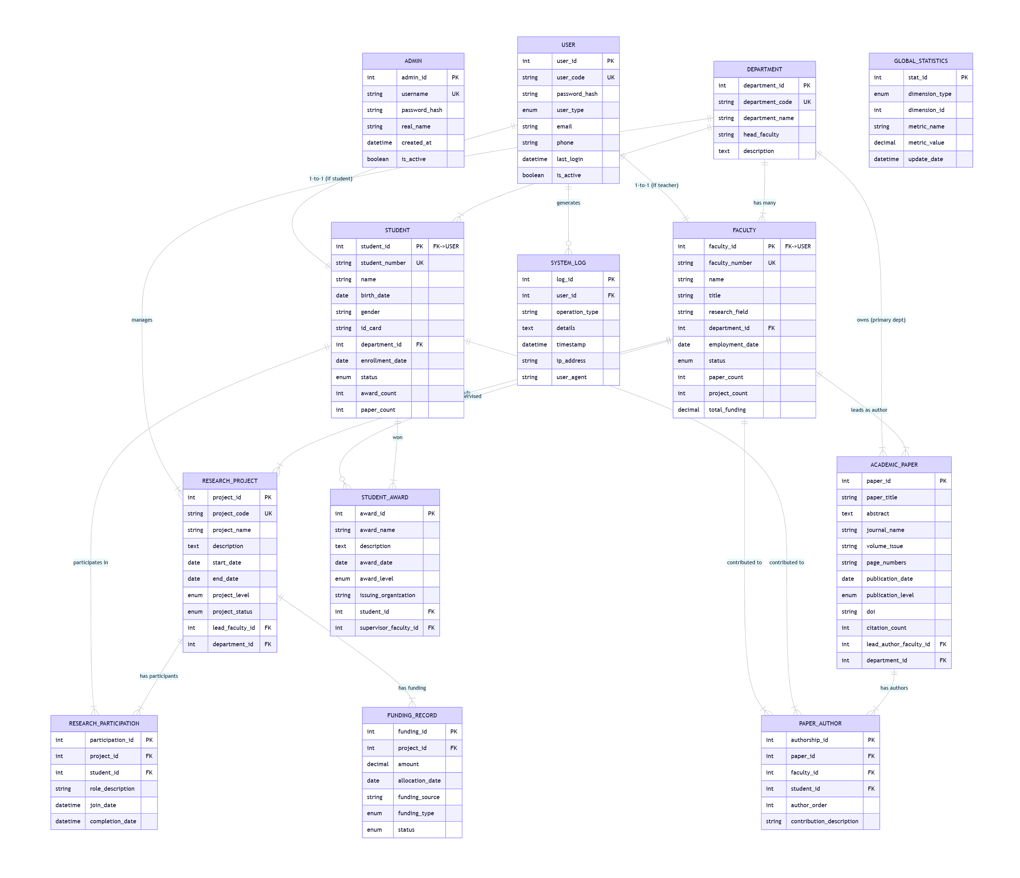 ADMIN
int admin_id PK
string username UK
string password_hash
string real_name
datetime created_at
boolean is_active
USER
int user_id PK
string user_code UK
string password_hash
enum user_type
string email
string phone
datetime last_login
boolean is_active
DEPARTMENT
int department_id PK
string department_code UK
string department_name
string head_faculty
text description
GLOBAL_STATISTICS
int stat_id PK
enum dimension_type
int dimension_id
string metric_name
decimal metric_value
datetime update_date
1-to-1 (if student)
generates
1-to-1 (if teacher)
has many
STUDENT
int student_id PK FK->USER
string student_number UK
string name
date birth_date
string gender
string id_card
int department_id FK
date enrollment_date
enum status
int award_count
int paper_count
SYSTEM_LOG
int log_id PK
int user_id FK
string operation_type
text details
datetime timestamp
string ip_address
string user_agent
FACULTY
int faculty_id PK FK->USER
string faculty_number UK
string name
string title
string research_field
int department_id FK
date employment_date
enum status
int paper_count
int project_count
decimal total_funding
manages
owns (primary dept)
ervised
won
leads as author
RESEARCH_PROJECT
int project_id PK
string project_code UK
string project_name
text description
date start_date
date end_date
enum project_level
enum project_status
int lead_faculty_id FK
int department_id FK
STUDENT_AWARD
int award_id PK
string award_name
text description
date award_date
enum award_level
string issuing_organization
int student_id FK
int supervisor_faculty_id FK
ACADEMIC_PAPER
int paper_id PK
string paper_title
text abstract
string journal_name
string volume_issue
string page_numbers
date publication_date
enum publication_level
string doi
int citation_count
int lead_author_faculty_id FK
int department_id FK
participates in
contributed to
contributed to
has participants
has funding
has authors
RESEARCH_PARTICIPATION
int participation_id PK
int project_id FK
int student_id FK
string role_description
datetime join_date
datetime completion_date
FUNDING_RECORD
int funding_id PK
int project_id FK
decimal amount
date allocation_date
string funding_source
enum funding_type
enum status
PAPER_AUTHOR
int authorship_id PK
int paper_id FK
int faculty_id FK
int student_id FK
int author_order
string contribution_description